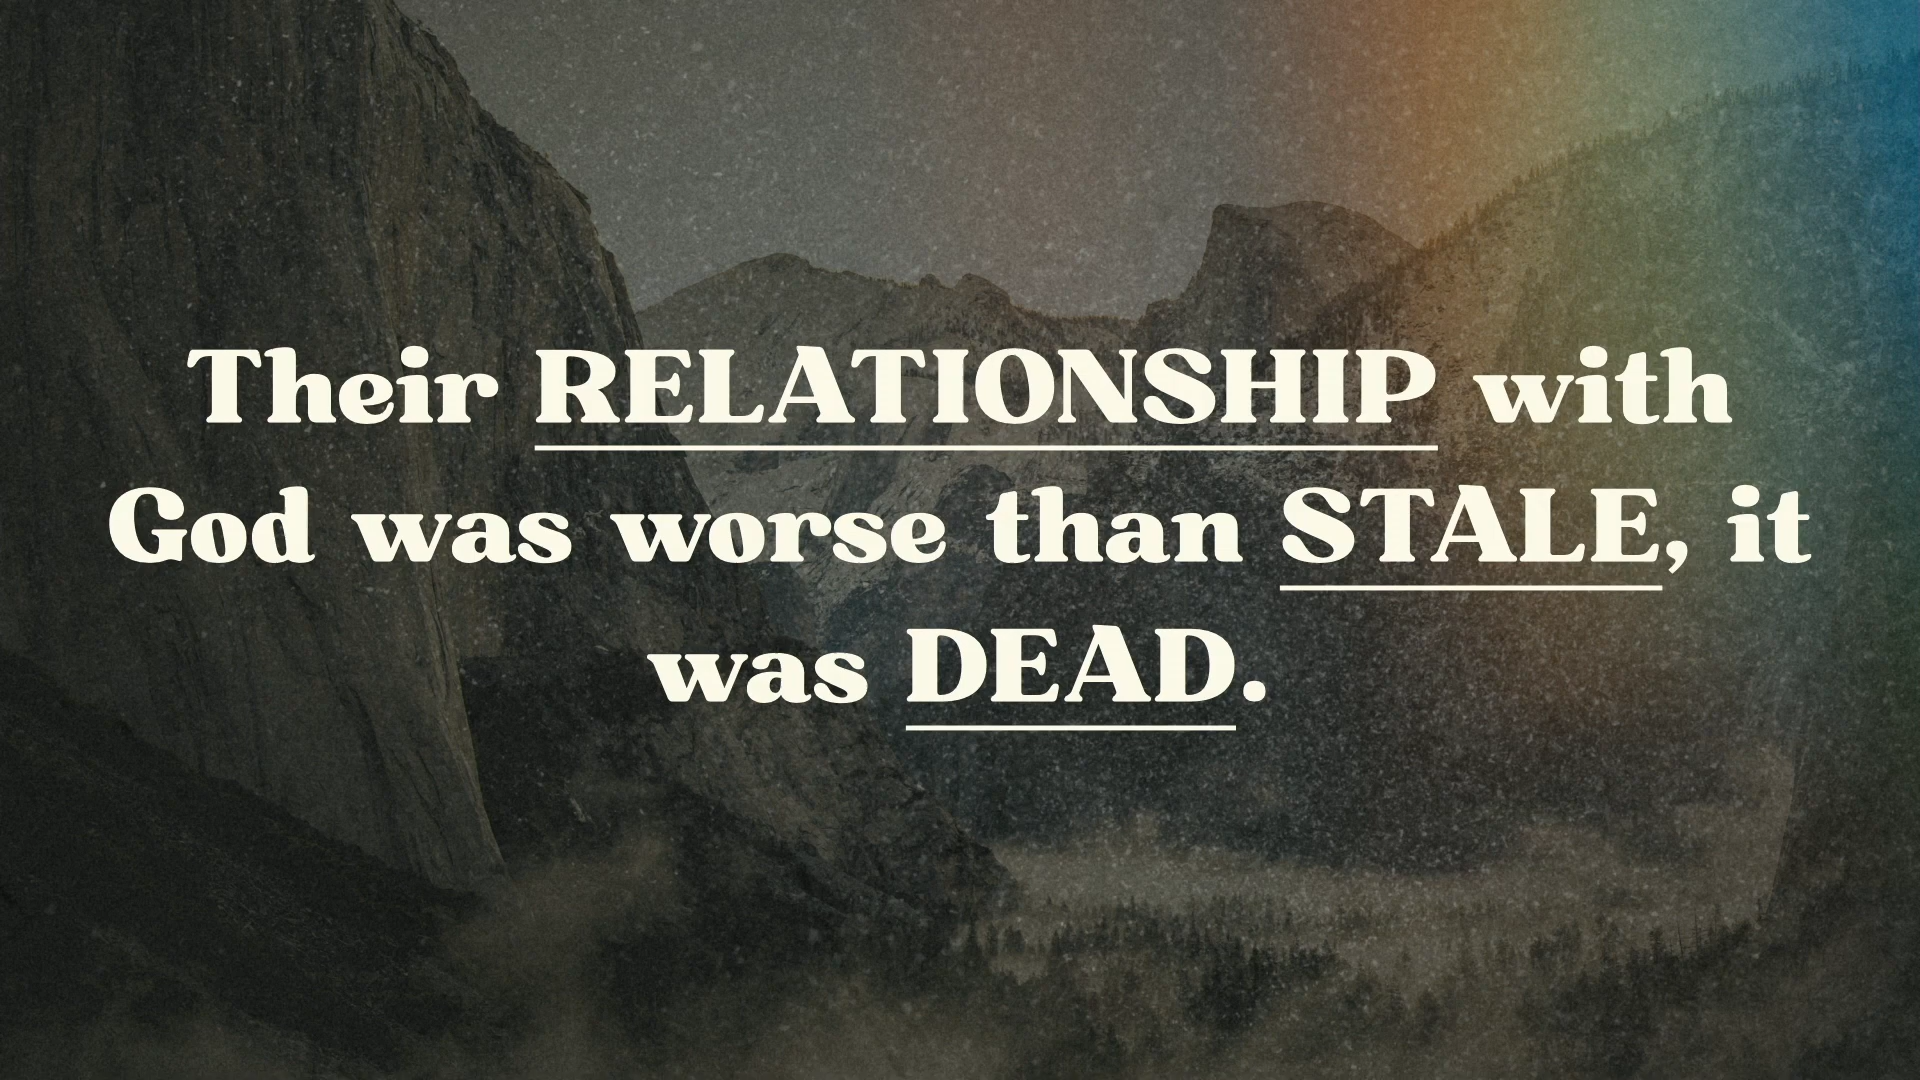 Their RELATIONSHIP with
God was worse than STALE, it
was DEAD.